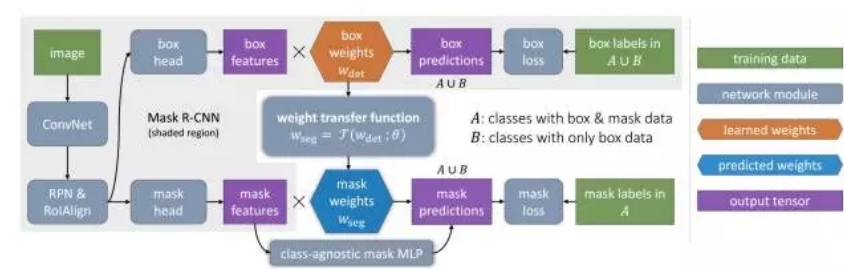 image
box
head
box
features
×
box
weights
w_det
box
predictions
A ∪ B
box
loss
box labels in
A ∪ B
training data
ConvNet
Mask R-CNN
(shaded region)
weight transfer function
w_seg = 𝒯(w_det ; θ)
A: classes with box & mask data
B: classes with only box data
network module
learned weights
predicted weights
RPN &
RoIAlign
mask
head
mask
features
×
mask
weights
w_seg
A ∪ B
mask
predictions
mask
loss
mask labels in
A
output tensor
class-agnostic mask MLP